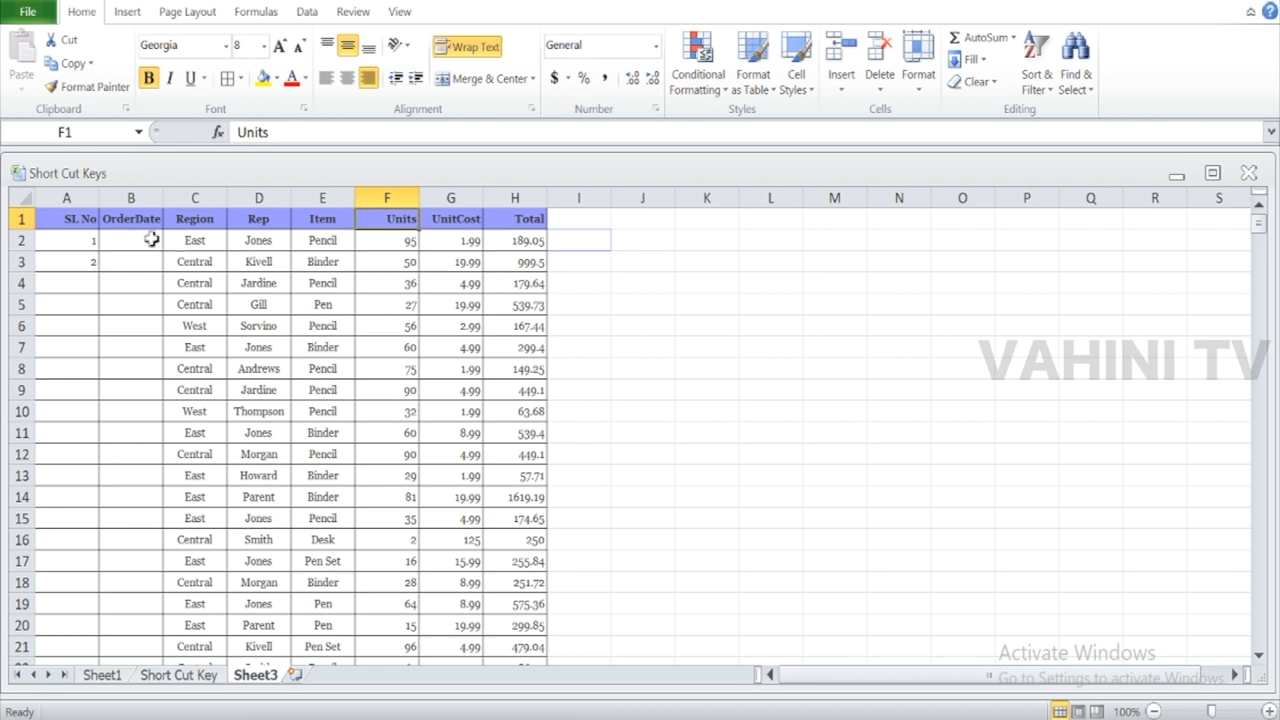 File Home Insert Page Layout Formulas Data Review View
Paste Cut Copy Format Painter Clipboard
Georgia 8 B I U A Font
Wrap Text Merge & Center Alignment
General $ % , Number
Conditional Formatting Format as Table Cell Styles Styles
Insert Delete Format Cells
AutoSum Fill Clear Sort & Filter Find & Select Editing
F1 fx Units
Short Cut Keys
A B C D E F G H I J K L M N O P Q R S
1 SL No OrderDate Region Rep Item Units UnitCost Total
2 1 East Jones Pencil 95 1.99 189.05
3 2 Central Kivell Binder 50 19.99 999.5
4 Central Jardine Pencil 36 4.99 179.64
5 Central Gill Pen 27 19.99 539.73
6 West Sorvino Pencil 56 2.99 167.44
7 East Jones Binder 60 4.99 299.4
8 Central Andrews Pencil 75 1.99 149.25
9 Central Jardine Pencil 90 4.99 449.1
10 West Thompson Pencil 32 1.99 63.68
11 East Jones Binder 60 8.99 539.4
12 Central Morgan Pencil 90 4.99 449.1
13 East Howard Binder 29 1.99 57.71
14 East Parent Binder 81 19.99 1619.19
15 East Jones Pencil 35 4.99 174.65
16 Central Smith Desk 2 125 250
17 East Jones Pen Set 16 15.99 255.84
18 Central Morgan Binder 28 8.99 251.72
19 East Jones Pen 64 8.99 575.36
20 East Parent Pen 15 19.99 299.85
21 Central Kivell Pen Set 96 4.99 479.04
VAHINI TV
Activate Windows
Go to Settings to activate Windows.
Sheet1 Short Cut Key Sheet3
Ready 100%